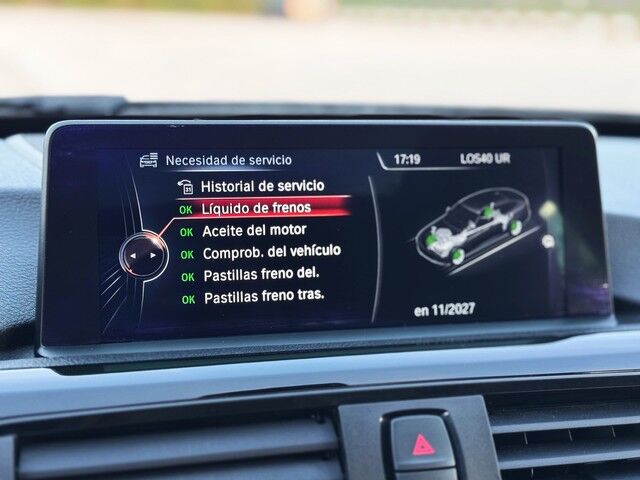 Necesidad de servicio
17:19 LOS40 UR
31 Historial de servicio
OK Líquido de frenos
OK Aceite del motor
OK Comprob. del vehículo
OK Pastillas freno del.
OK Pastillas freno tras.
en 11/2027